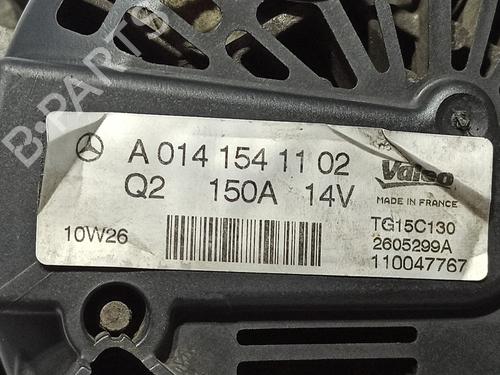 B-PARTS
A 014 154 11 02
Q2 150A 14V
10W26
Valeo
MADE IN FRANCE
TG15C130
2605299A
110047767